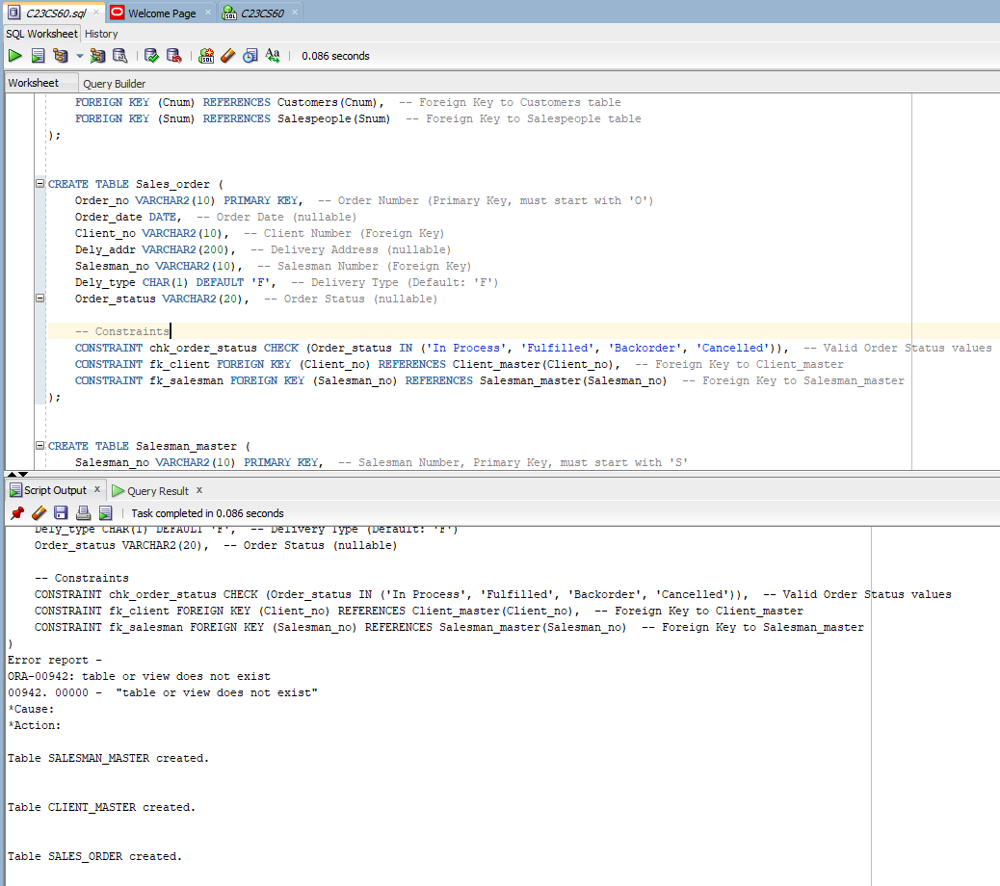 C23CS60.sql
Welcome Page
C23CS60
SQL Worksheet History
0.086 seconds
Worksheet Query Builder
FOREIGN KEY (Cnum) REFERENCES Customers(Cnum),  -- Foreign Key to Customers table
FOREIGN KEY (Snum) REFERENCES Salespeople(Snum)  -- Foreign Key to Salespeople table
);
CREATE TABLE Sales_order (
Order_no VARCHAR2(10) PRIMARY KEY,  -- Order Number (Primary Key, must start with 'O')
Order_date DATE,  -- Order Date (nullable)
Client_no VARCHAR2(10),  -- Client Number (Foreign Key)
Dely_addr VARCHAR2(200),  -- Delivery Address (nullable)
Salesman_no VARCHAR2(10),  -- Salesman Number (Foreign Key)
Dely_type CHAR(1) DEFAULT 'F',  -- Delivery Type (Default: 'F')
Order_status VARCHAR2(20),  -- Order Status (nullable)
-- Constraints
CONSTRAINT chk_order_status CHECK (Order_status IN ('In Process', 'Fulfilled', 'Backorder', 'Cancelled')),  -- Valid Order Status values
CONSTRAINT fk_client FOREIGN KEY (Client_no) REFERENCES Client_master(Client_no),  -- Foreign Key to Client_master
CONSTRAINT fk_salesman FOREIGN KEY (Salesman_no) REFERENCES Salesman_master(Salesman_no)  -- Foreign Key to Salesman_master
);
CREATE TABLE Salesman_master (
Salesman_no VARCHAR2(10) PRIMARY KEY,  -- Salesman Number, Primary Key, must start with 'S'
Script Output x Query Result x
Task completed in 0.086 seconds
Dely_type CHAR(1) DEFAULT 'F',  -- Delivery Type (Default: 'F')
Order_status VARCHAR2(20),  -- Order Status (nullable)
-- Constraints
CONSTRAINT chk_order_status CHECK (Order_status IN ('In Process', 'Fulfilled', 'Backorder', 'Cancelled')),  -- Valid Order Status values
CONSTRAINT fk_client FOREIGN KEY (Client_no) REFERENCES Client_master(Client_no),  -- Foreign Key to Client_master
CONSTRAINT fk_salesman FOREIGN KEY (Salesman_no) REFERENCES Salesman_master(Salesman_no)  -- Foreign Key to Salesman_master
)
Error report -
ORA-00942: table or view does not exist
00942. 00000 -  "table or view does not exist"
*Cause:
*Action:
Table SALESMAN_MASTER created.
Table CLIENT_MASTER created.
Table SALES_ORDER created.